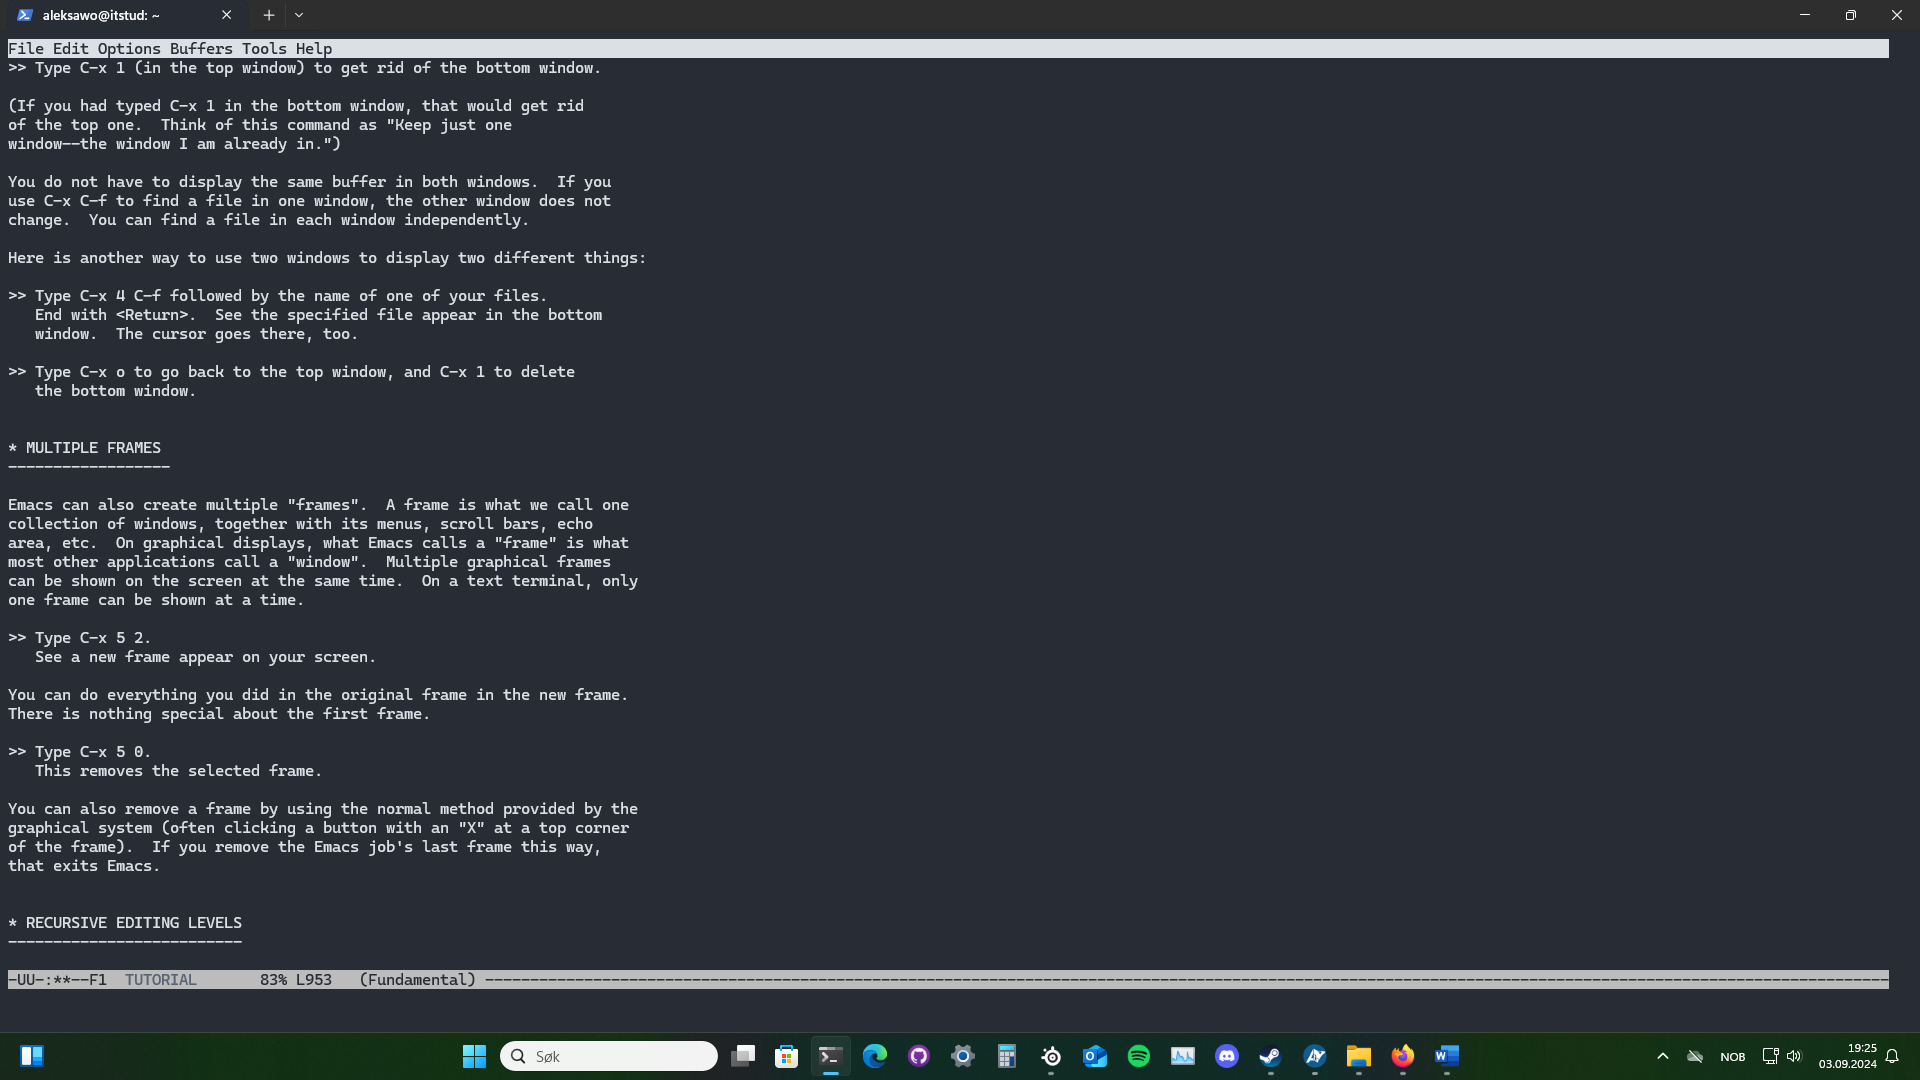 aleksawo@itstud: ~
File Edit Options Buffers Tools Help
>> Type C-x 1 (in the top window) to get rid of the bottom window.
(If you had typed C-x 1 in the bottom window, that would get rid
of the top one.  Think of this command as "Keep just one
window--the window I am already in.")
You do not have to display the same buffer in both windows.  If you
use C-x C-f to find a file in one window, the other window does not
change.  You can find a file in each window independently.
Here is another way to use two windows to display two different things:
>> Type C-x 4 C-f followed by the name of one of your files.
   End with <Return>.  See the specified file appear in the bottom
   window.  The cursor goes there, too.
>> Type C-x o to go back to the top window, and C-x 1 to delete
   the bottom window.
* MULTIPLE FRAMES
------------------
Emacs can also create multiple "frames".  A frame is what we call one
collection of windows, together with its menus, scroll bars, echo
area, etc.  On graphical displays, what Emacs calls a "frame" is what
most other applications call a "window".  Multiple graphical frames
can be shown on the screen at the same time.  On a text terminal, only
one frame can be shown at a time.
>> Type C-x 5 2.
   See a new frame appear on your screen.
You can do everything you did in the original frame in the new frame.
There is nothing special about the first frame.
>> Type C-x 5 0.
   This removes the selected frame.
You can also remove a frame by using the normal method provided by the
graphical system (often clicking a button with an "X" at a top corner
of the frame).  If you remove the Emacs job's last frame this way,
that exits Emacs.
* RECURSIVE EDITING LEVELS
--------------------------
-UU-:**--F1  TUTORIAL       83% L953   (Fundamental) ------------------------------------------------------------
Søk
NOB
19:25
03.09.2024